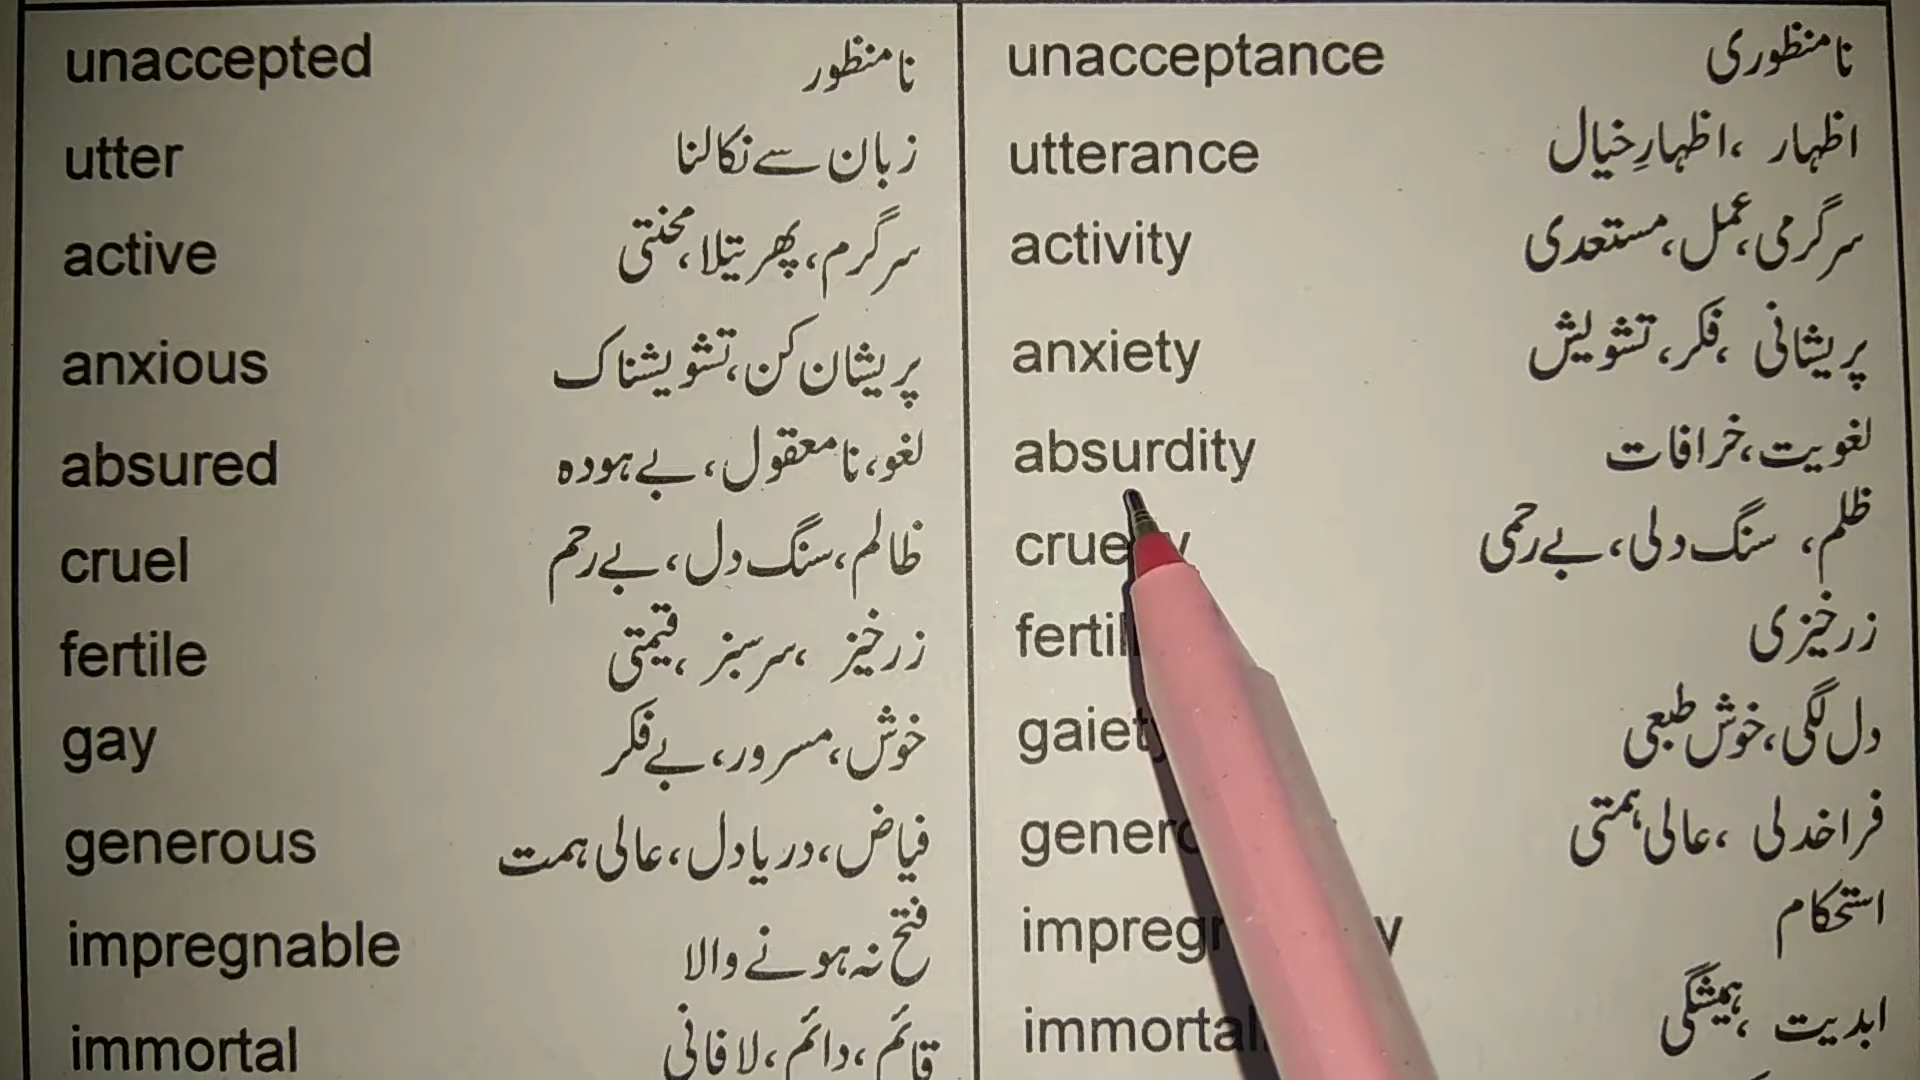 unaccepted نامنظور unacceptance نامنظوری
utter زبان سے نکالنا utterance اظہار، اظہارِخیال
active سرگرم، پھرتیلا، محنتی activity سرگرمی، عمل، مستعدی
anxious پریشان کن، تشویشناک anxiety پریشانی، فکر، تشویش
absured لغو، نامعقول، بے ہودہ absurdity لغویت، خرافات
cruel ظالم، سنگ دل، بے رحم ظلم، سنگ دلی، بے رحمی
fertile زرخیز، سرسبز، قیمتی زرخیزی
gay خوش، مسرور، بے فکر gaiety دل لگی، خوش طبعی
generous فیاض، دریا دل، عالی ہمت فراخدلی، عالی ہمتی
impregnable فتح نہ ہونے والا استحکام
immortal قائم، دائم، لافانی ابدیت، ہمیشگی